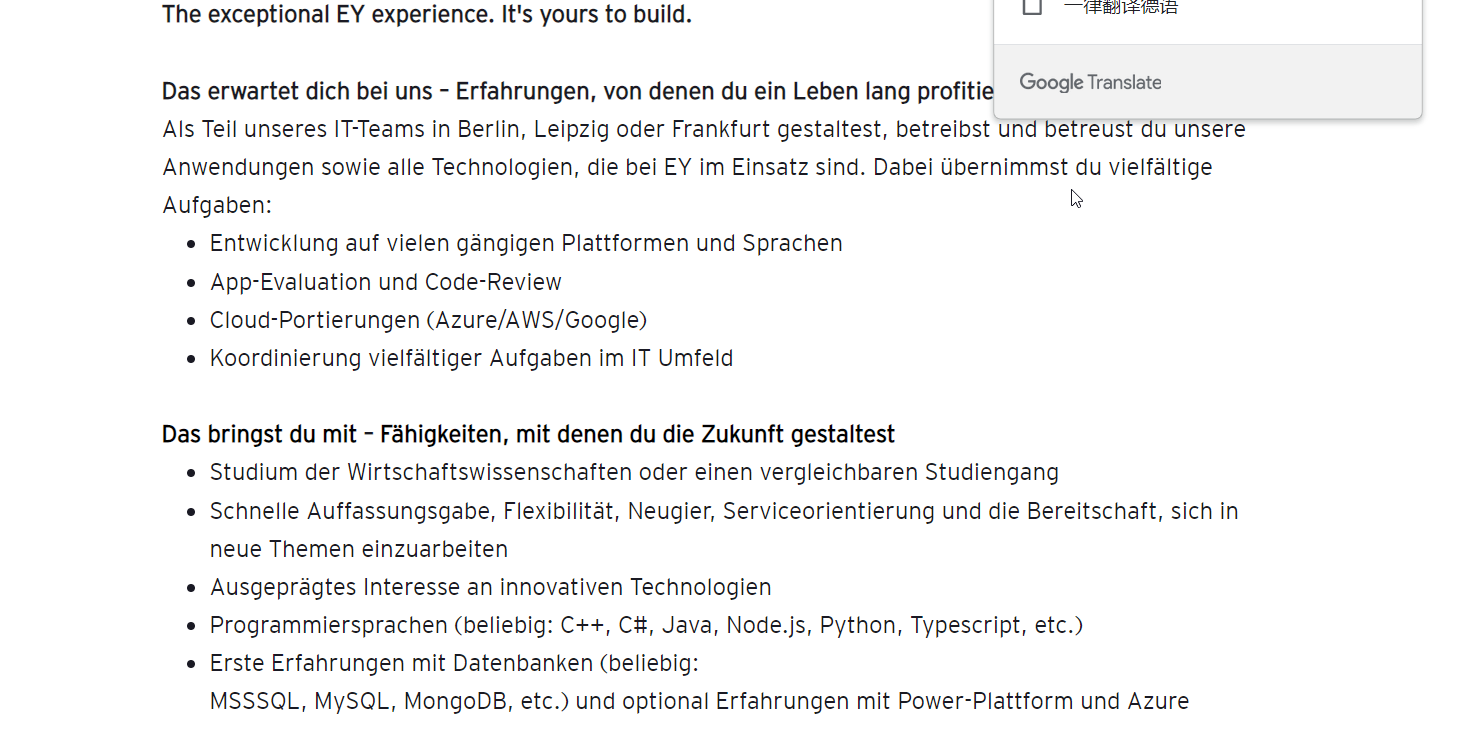 The exceptional EY experience. It's yours to build.
一律翻译德语
Google Translate
Das erwartet dich bei uns – Erfahrungen, von denen du ein Leben lang profitie
Als Teil unseres IT-Teams in Berlin, Leipzig oder Frankfurt gestaltest, betreibst und betreust du unsere
Anwendungen sowie alle Technologien, die bei EY im Einsatz sind. Dabei übernimmst du vielfältige
Aufgaben:
• Entwicklung auf vielen gängigen Plattformen und Sprachen
• App-Evaluation und Code-Review
• Cloud-Portierungen (Azure/AWS/Google)
• Koordinierung vielfältiger Aufgaben im IT Umfeld
Das bringst du mit – Fähigkeiten, mit denen du die Zukunft gestaltest
• Studium der Wirtschaftswissenschaften oder einen vergleichbaren Studiengang
• Schnelle Auffassungsgabe, Flexibilität, Neugier, Serviceorientierung und die Bereitschaft, sich in
neue Themen einzuarbeiten
• Ausgeprägtes Interesse an innovativen Technologien
• Programmiersprachen (beliebig: C++, C#, Java, Node.js, Python, Typescript, etc.)
• Erste Erfahrungen mit Datenbanken (beliebig:
MSSSQL, MySQL, MongoDB, etc.) und optional Erfahrungen mit Power-Plattform und Azure